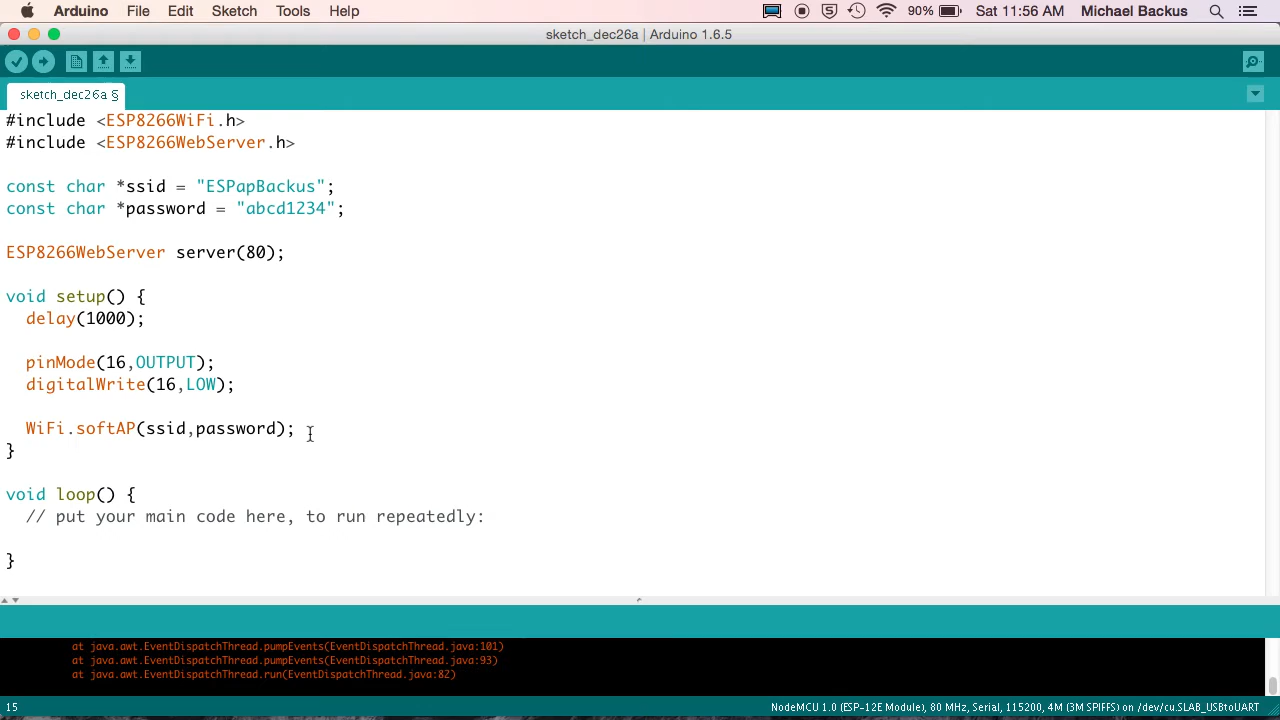 Arduino File Edit Sketch Tools Help 90% Sat 11:56 AM Michael Backus
sketch_dec26a | Arduino 1.6.5
sketch_dec26a §
#include <ESP8266WiFi.h>
#include <ESP8266WebServer.h>
const char *ssid = "ESPapBackus";
const char *password = "abcd1234";
ESP8266WebServer server(80);
void setup() {
delay(1000);
pinMode(16,OUTPUT);
digitalWrite(16,LOW);
WiFi.softAP(ssid,password);
}
void loop() {
// put your main code here, to run repeatedly:
}
at java.awt.EventDispatchThread.pumpEvents(EventDispatchThread.java:101)
at java.awt.EventDispatchThread.pumpEvents(EventDispatchThread.java:93)
at java.awt.EventDispatchThread.run(EventDispatchThread.java:82)
15 NodeMCU 1.0 (ESP-12E Module), 80 MHz, Serial, 115200, 4M (3M SPIFFS) on /dev/cu.SLAB_USBtoUART